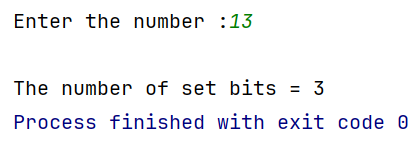 Enter the number :13
The number of set bits = 3
Process finished with exit code 0